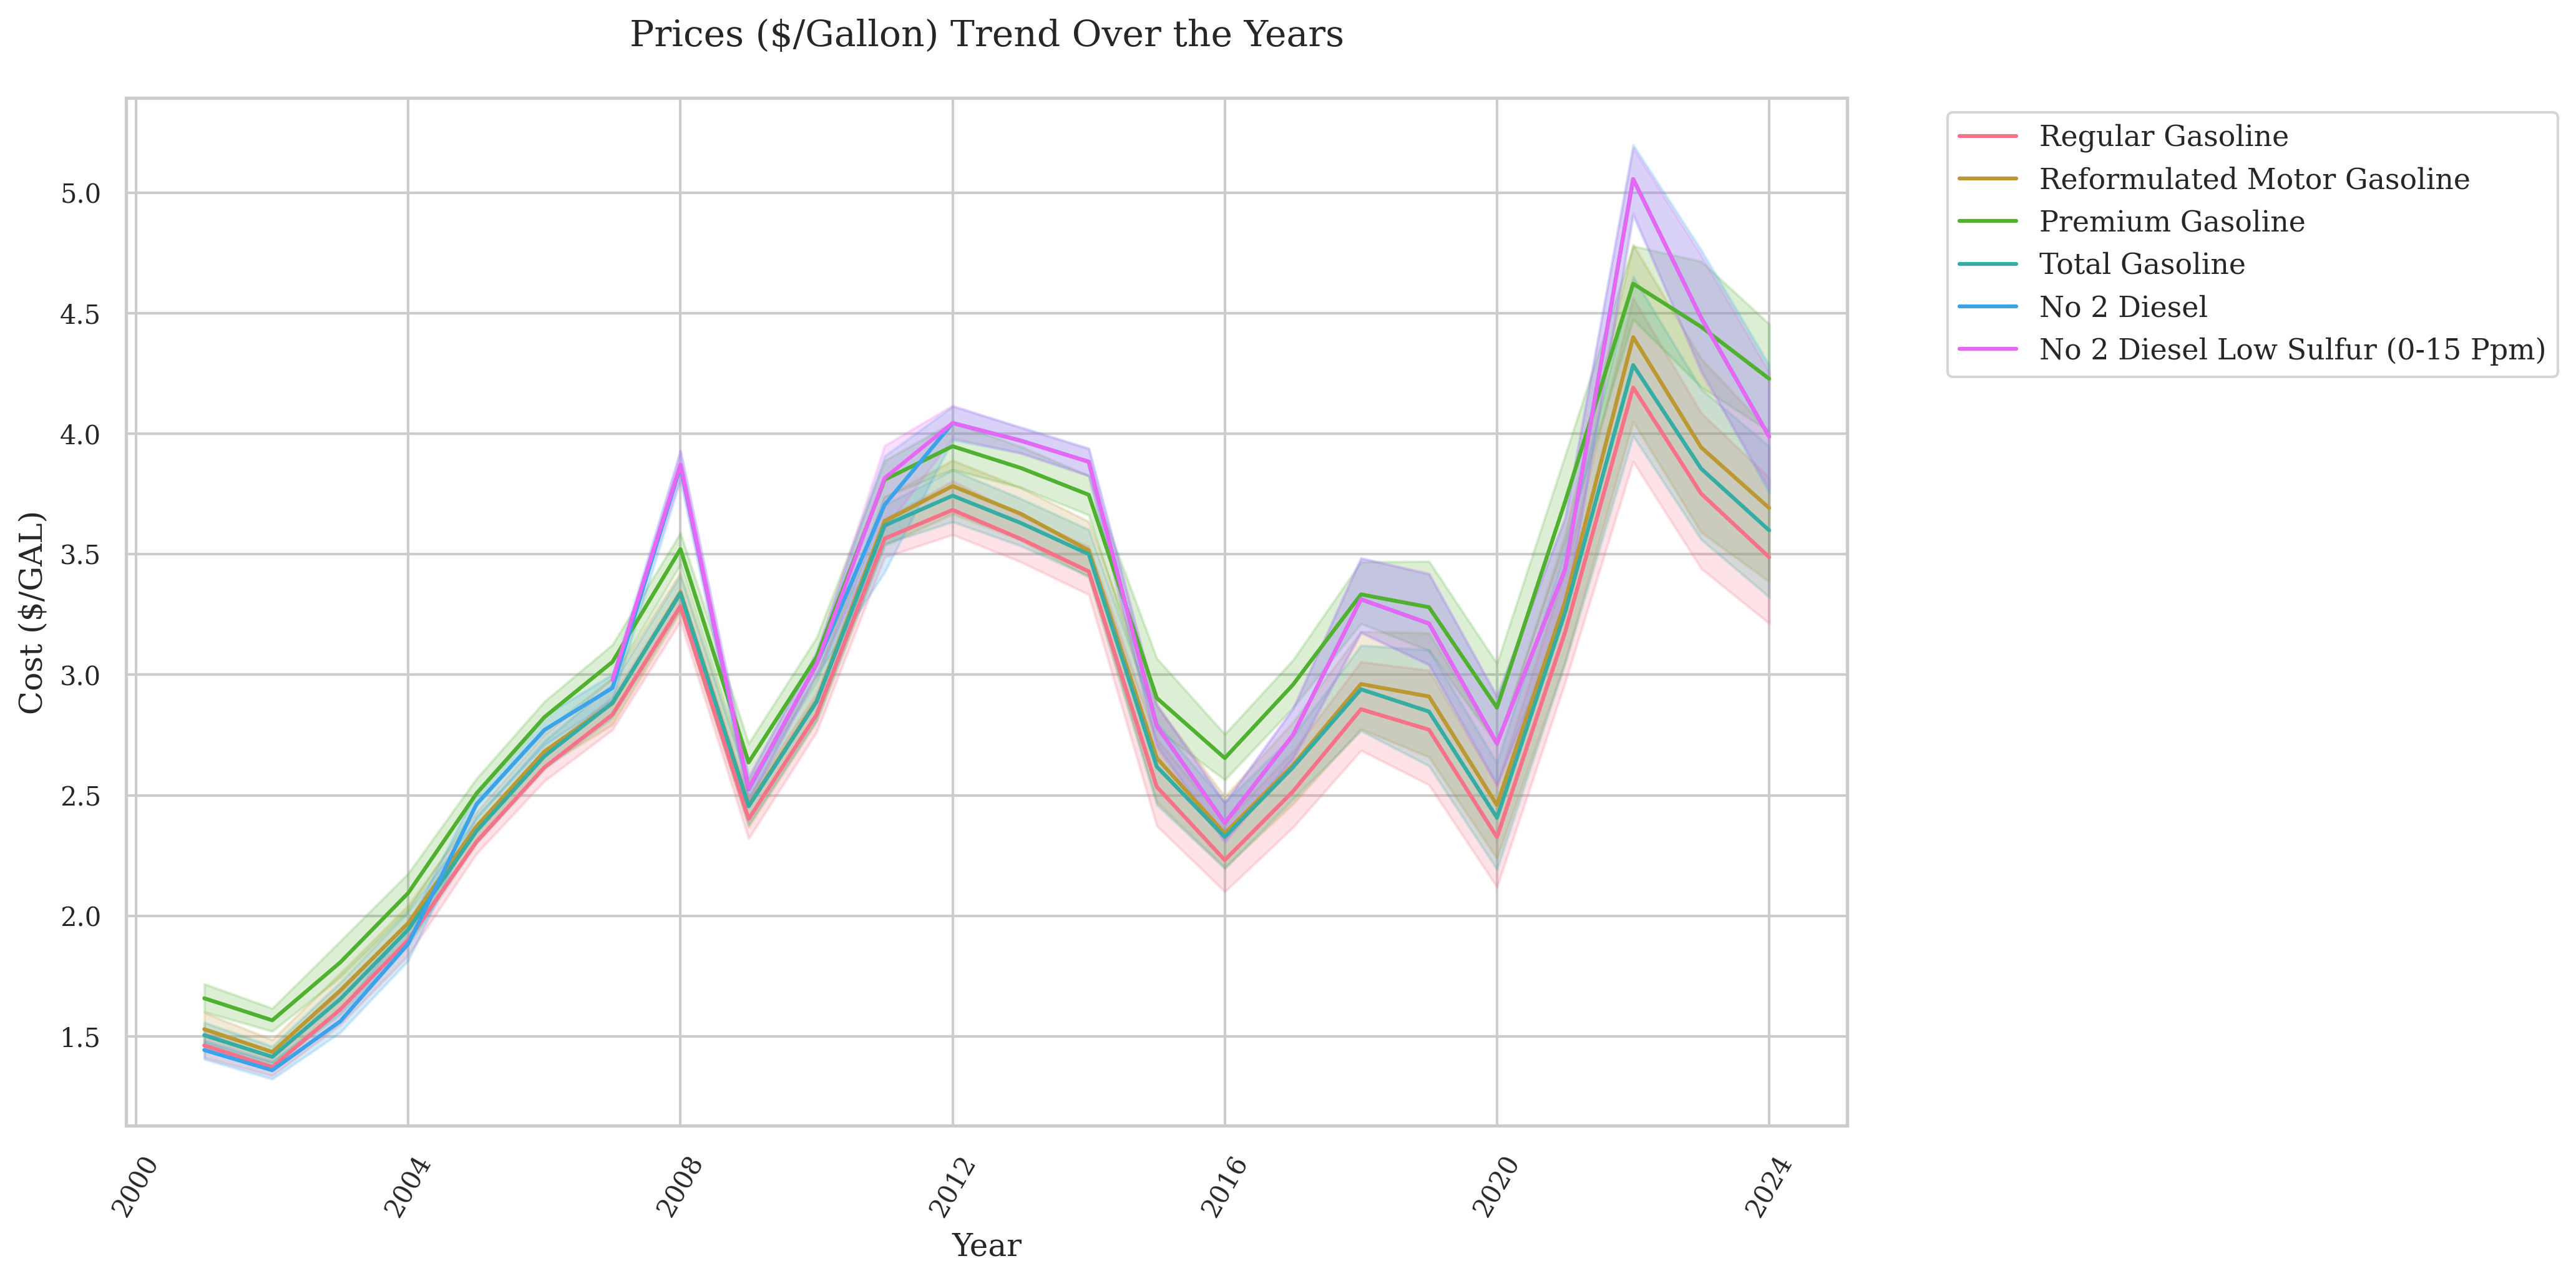 Prices ($/Gallon) Trend Over the Years
Regular Gasoline
Reformulated Motor Gasoline
Premium Gasoline
Total Gasoline
No 2 Diesel
No 2 Diesel Low Sulfur (0-15 Ppm)
Cost ($/GAL)
5.0
4.5
4.0
3.5
3.0
2.5
2.0
1.5
2000
2004
2008
2012
2016
2020
2024
Year